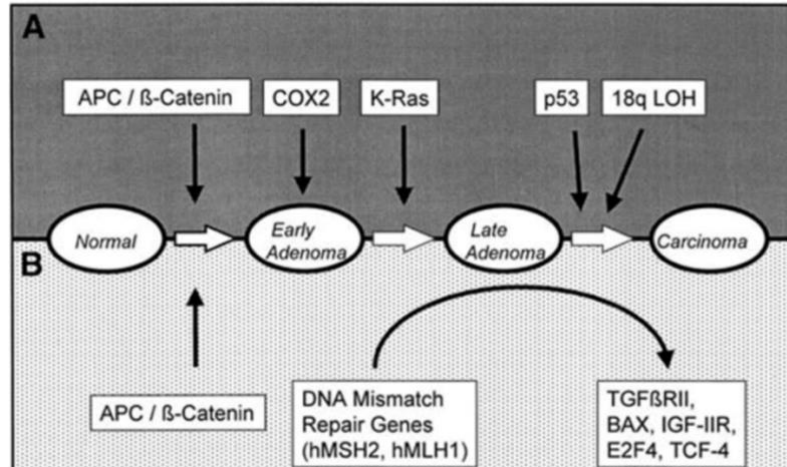 A
APC / ß-Catenin
COX2
K-Ras
p53
18q LOH
Normal
Early
Adenoma
Late
Adenoma
Carcinoma
B
APC / ß-Catenin
DNA Mismatch
Repair Genes
(hMSH2, hMLH1)
TGFßRII,
BAX, IGF-IIR,
E2F4, TCF-4